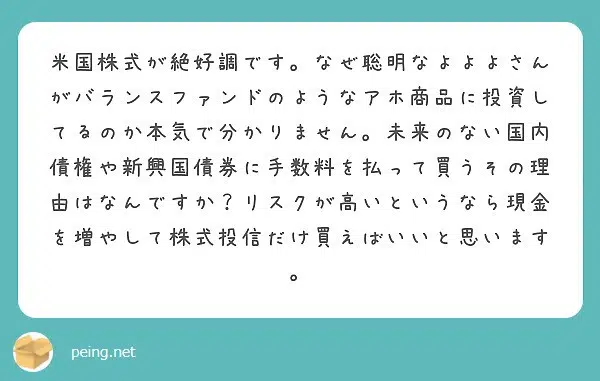 米国株式が絶好調です。なぜ聡明なよよよさん
がバランスファンドのようなアホ商品に投資し
てるのか本気で分かりません。未来のない国内
債権や新興国債券に手数料を払って買うその理
由はなんですか？リスクが高いというなら現金
を増やして株式投信だけ買えばいいと思います
。
peing.net